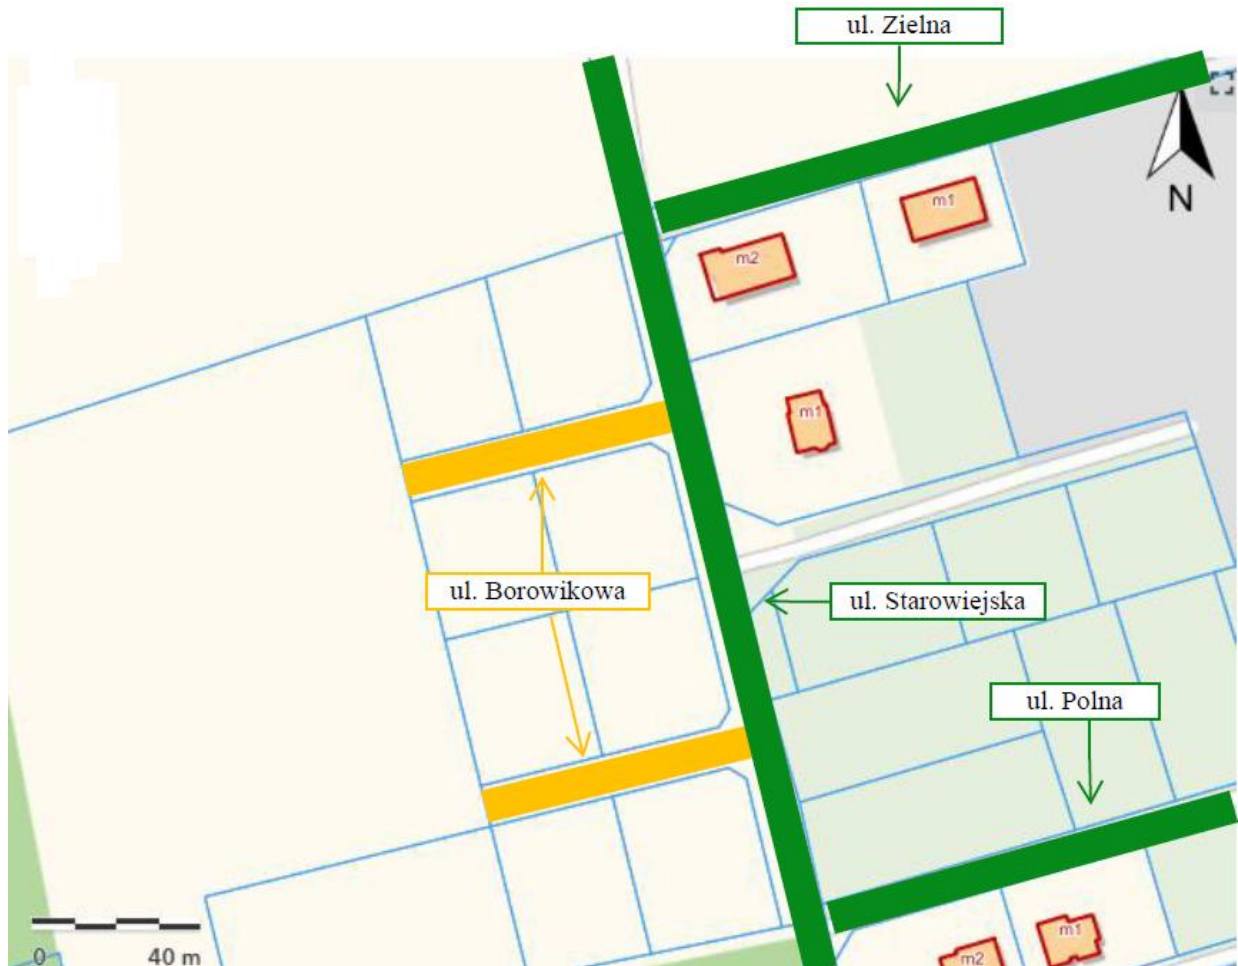 ul. Zielna
N
m1
m2
m1
ul. Borowikowa
ul. Starowiejska
ul. Polna
m1
m2
0
40 m